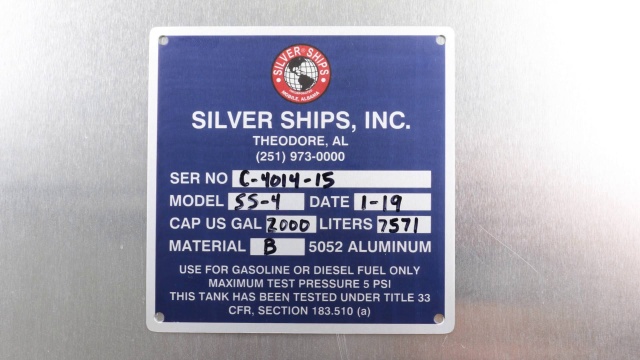 SILVER SHIPS
INCORPORATED
MOBILE, ALABAMA
SILVER SHIPS, INC.
THEODORE, AL
(251) 973-0000
SER NO C-4014-15
MODEL SS-4 DATE 1-19
CAP US GAL 2000 LITERS 7571
MATERIAL B 5052 ALUMINUM
USE FOR GASOLINE OR DIESEL FUEL ONLY
MAXIMUM TEST PRESSURE 5 PSI
THIS TANK HAS BEEN TESTED UNDER TITLE 33
CFR, SECTION 183.510 (a)